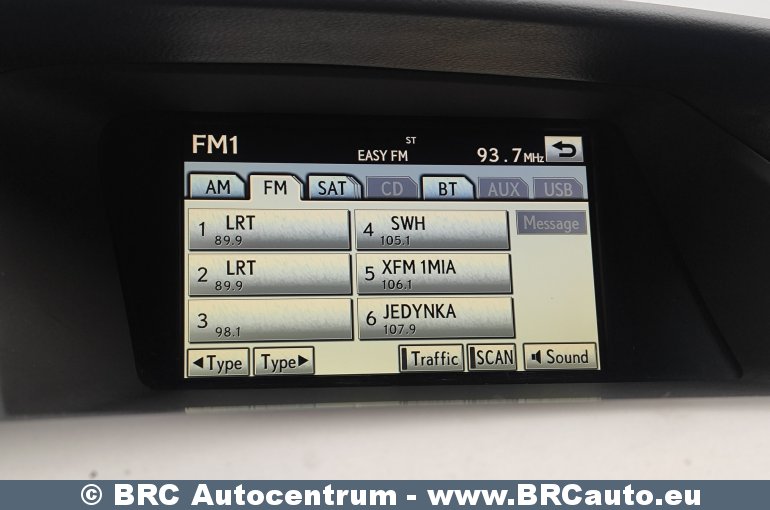 FM1
ST
EASY FM 93.7MHz
AM FM SAT CD BT AUX USB
1 LRT 89.9
4 SWH 105.1
Message
2 LRT 89.9
5 XFM 1MIA 106.1
3 98.1
6 JEDYNKA 107.9
◄Type Type► Traffic SCAN Sound
© BRC Autocentrum - www.BRCauto.eu